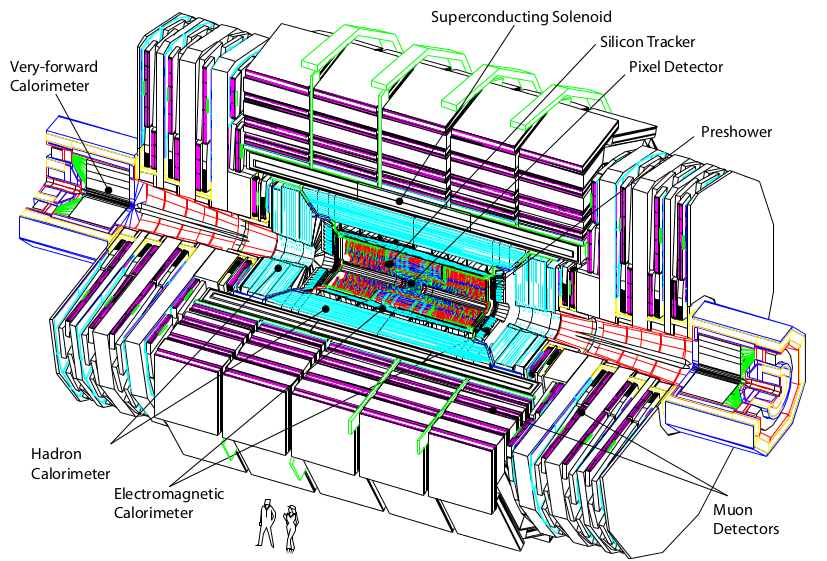 Superconducting Solenoid
Silicon Tracker
Pixel Detector
Very-forward
Calorimeter
Preshower
Hadron
Calorimeter
Electromagnetic
Calorimeter
Muon
Detectors